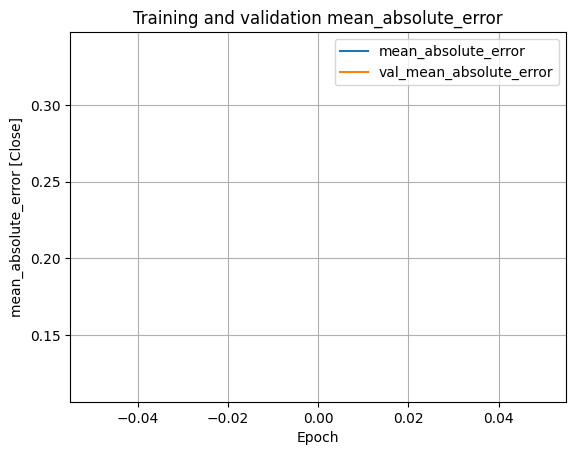 Training and validation mean_absolute_error
mean_absolute_error
val_mean_absolute_error
mean_absolute_error [Close]
0.30
0.25
0.20
0.15
−0.04
−0.02
0.00
0.02
0.04
Epoch